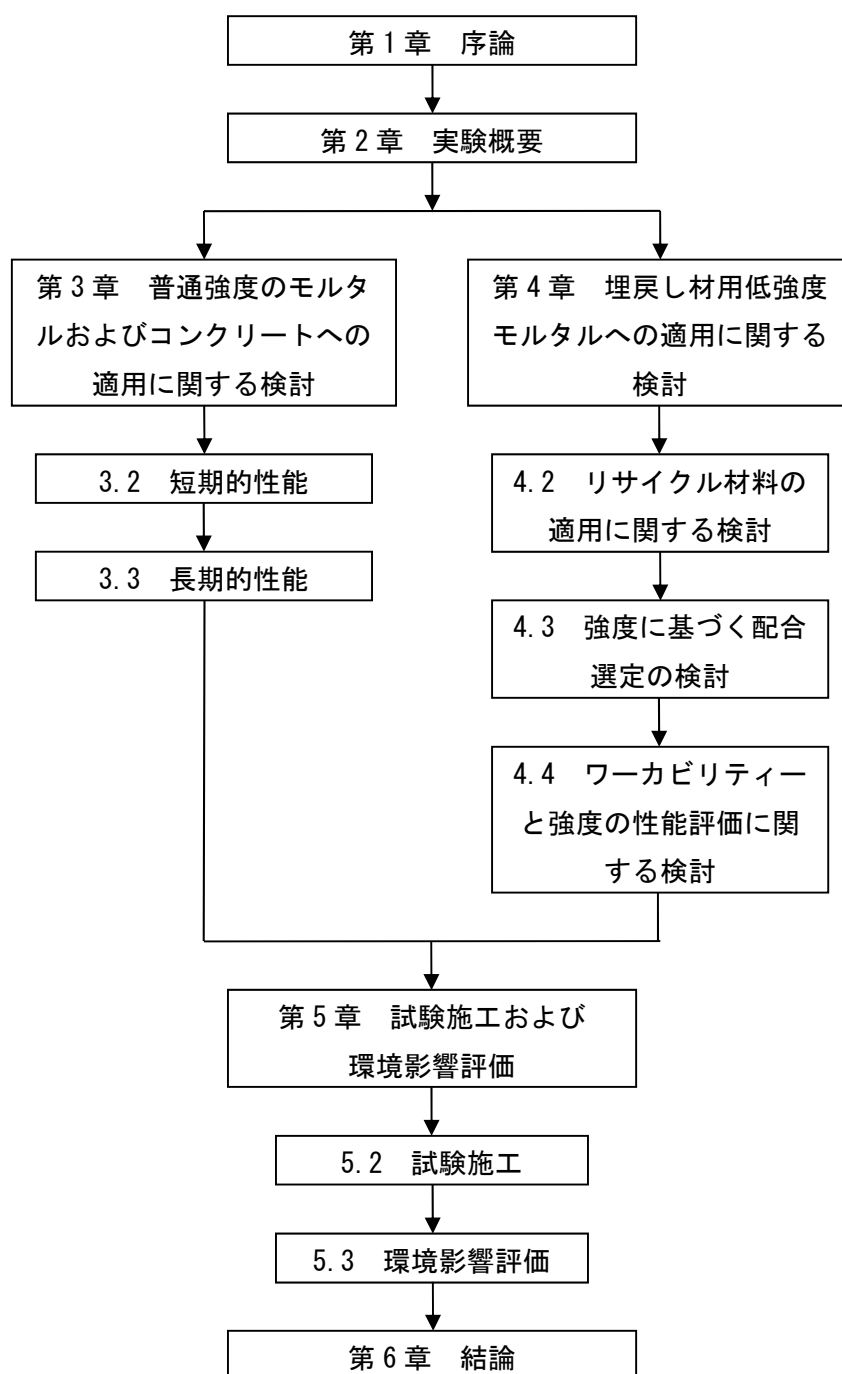 第1章　序論
第2章　実験概要
第3章　普通強度のモルタ
ルおよびコンクリートへの
適用に関する検討
3.2　短期的性能
3.3　長期的性能
第4章　埋戻し材用低強度
モルタルへの適用に関する
検討
4.2　リサイクル材料の
適用に関する検討
4.3　強度に基づく配合
選定の検討
4.4　ワーカビリティー
と強度の性能評価に関
する検討
第5章　試験施工および
環境影響評価
5.2　試験施工
5.3　環境影響評価
第6章　結論